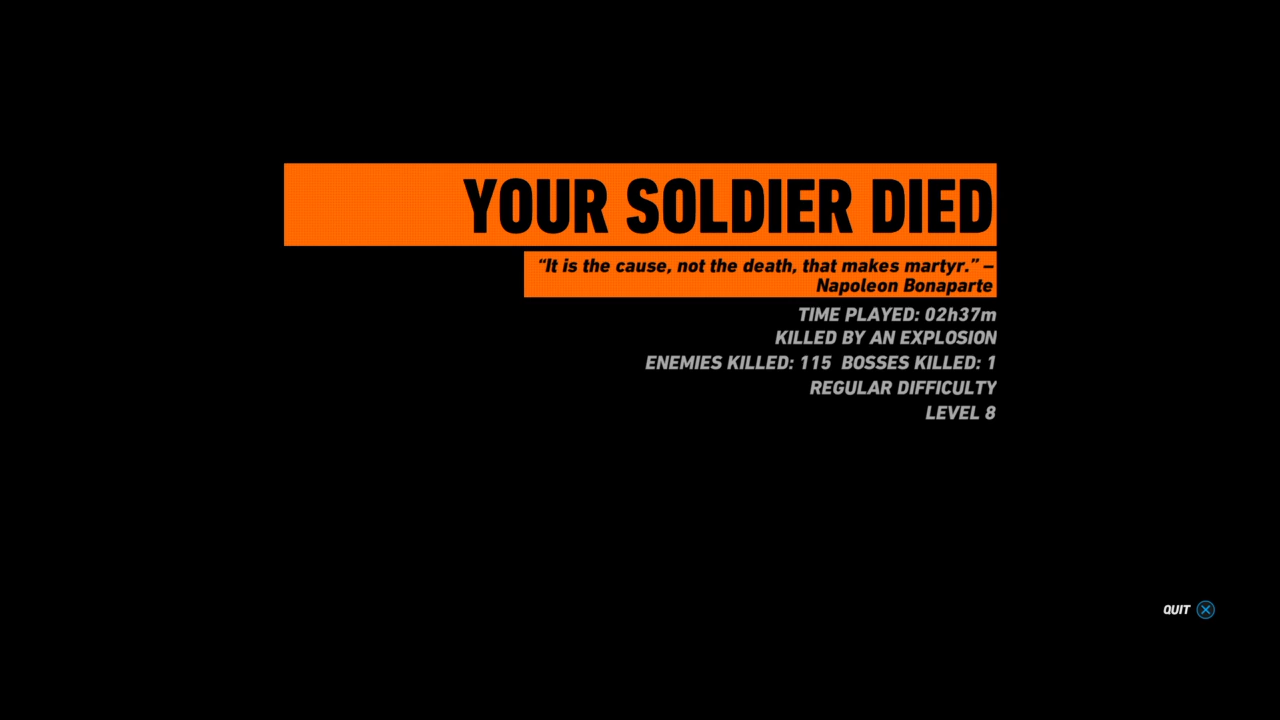 YOUR SOLDIER DIED
“It is the cause, not the death, that makes martyr.” –
Napoleon Bonaparte
TIME PLAYED: 02h37m
KILLED BY AN EXPLOSION
ENEMIES KILLED: 115 BOSSES KILLED: 1
REGULAR DIFFICULTY
LEVEL 8
QUIT